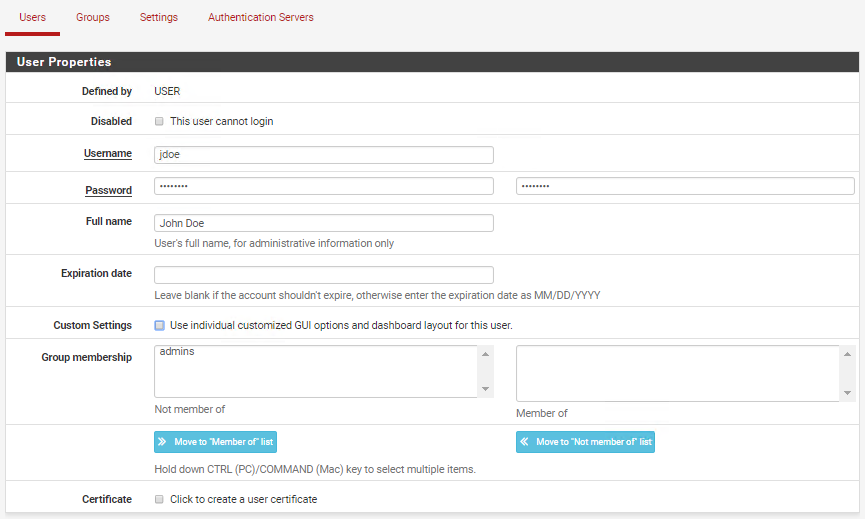 Users Groups Settings Authentication Servers
User Properties
Defined by USER
Disabled This user cannot login
Username jdoe
Password •••••••• ••••••••
Full name John Doe
User's full name, for administrative information only
Expiration date
Leave blank if the account shouldn't expire, otherwise enter the expiration date as MM/DD/YYYY
Custom Settings Use individual customized GUI options and dashboard layout for this user.
Group membership admins
Not member of Member of
Move to "Member of" list Move to "Not member of" list
Hold down CTRL (PC)/COMMAND (Mac) key to select multiple items.
Certificate Click to create a user certificate